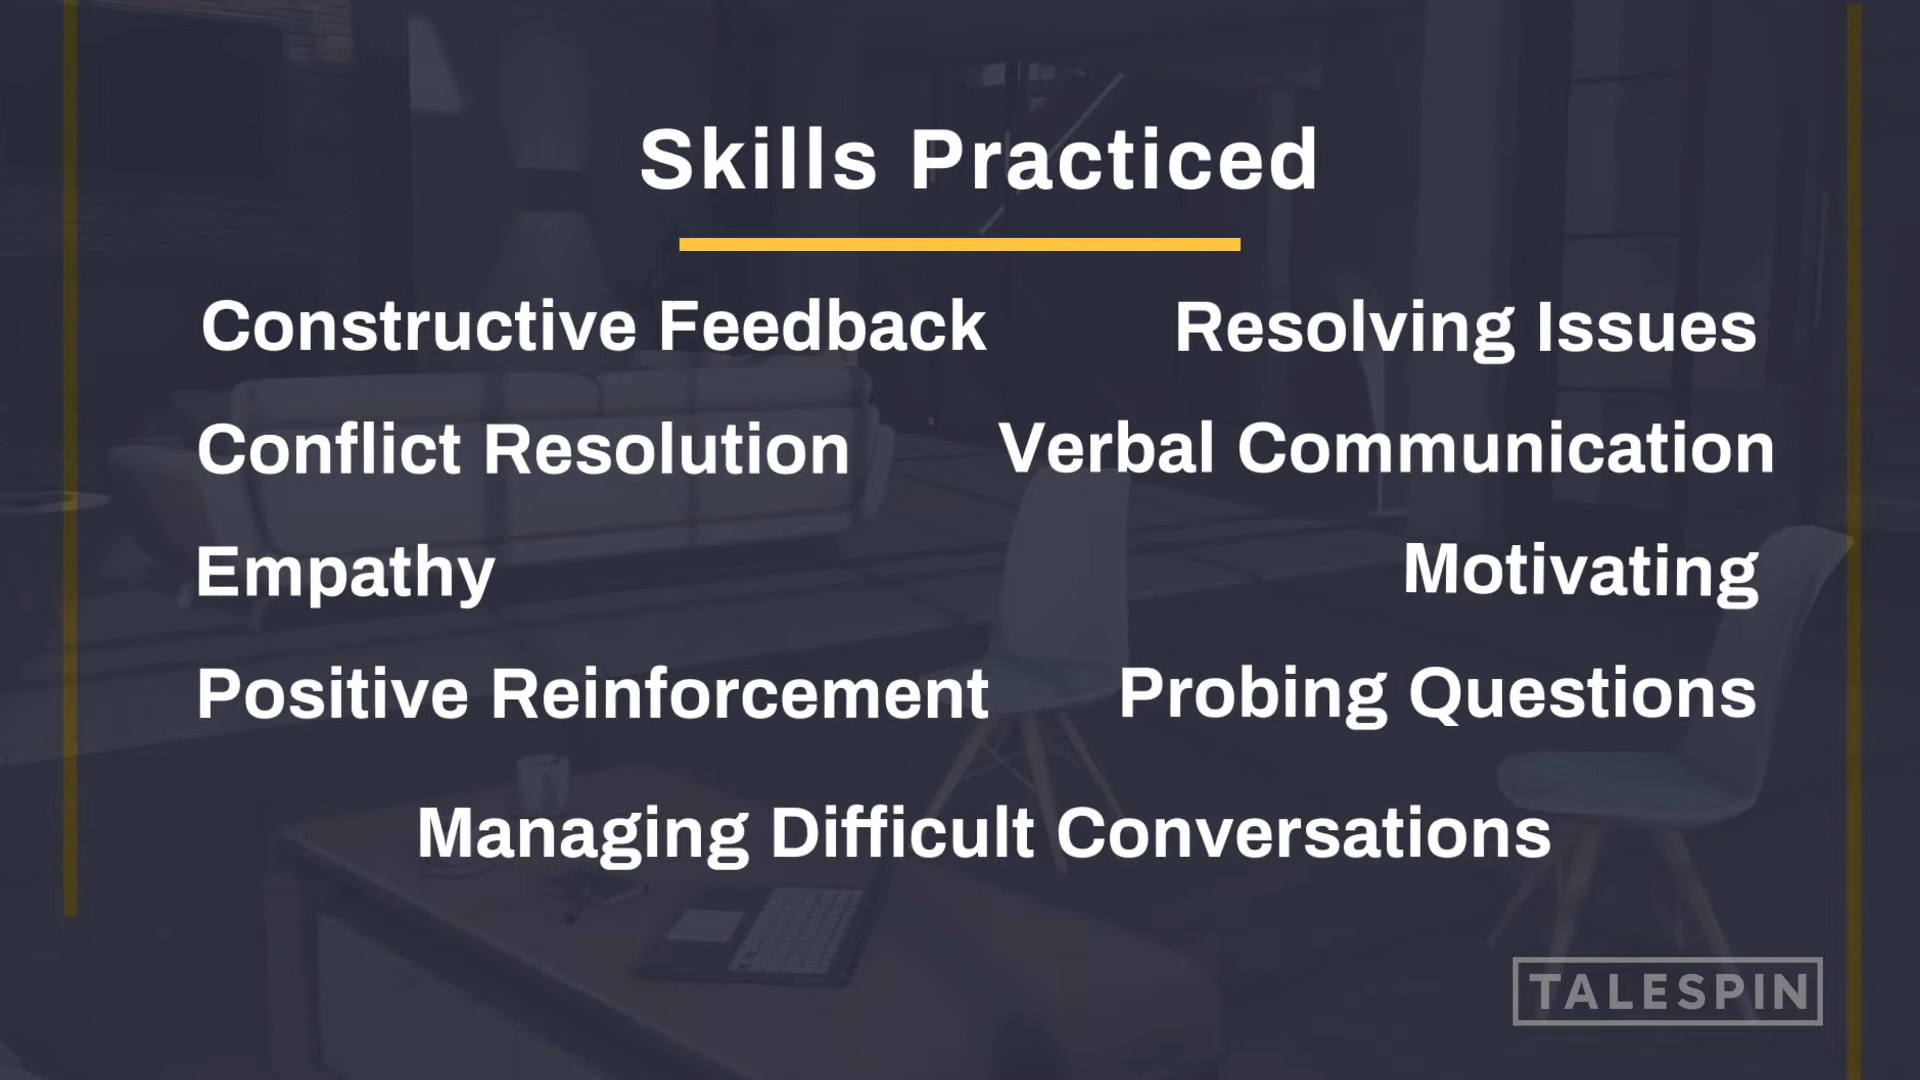 Skills Practiced
Constructive Feedback
Resolving Issues
Conflict Resolution
Verbal Communication
Empathy
Motivating
Positive Reinforcement
Probing Questions
Managing Difficult Conversations
TALESPIN